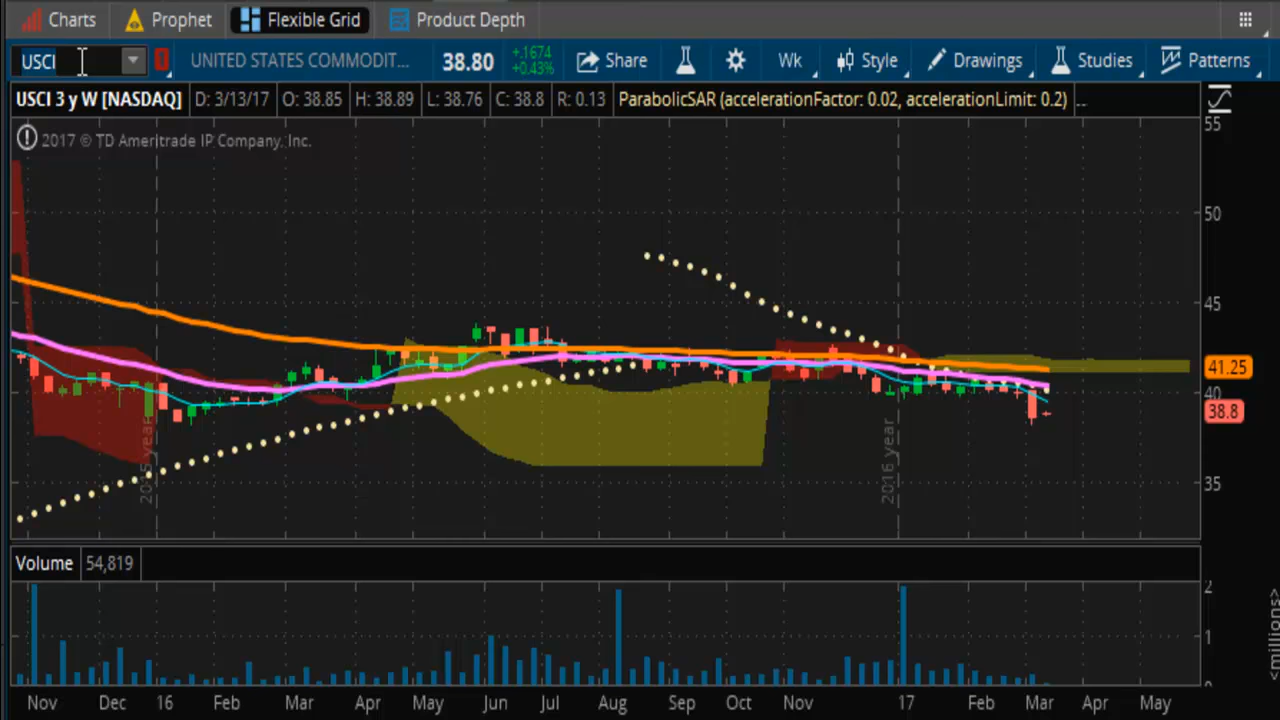 Charts Prophet Flexible Grid Product Depth
USCI UNITED STATES COMMODIT... 38.80 +.1674 +0.43% Share Wk Style Drawings Studies Patterns
USCI 3 y W [NASDAQ] D: 3/13/17 O: 38.85 H: 38.89 L: 38.76 C: 38.8 R: 0.13 ParabolicSAR (accelerationFactor: 0.02, accelerationLimit: 0.2) ...
2017 © TD Ameritrade IP Company, Inc.
55
50
45
41.25
40
38.8
35
2015 year
2016 year
Volume 54,819
2
1
0
<millions>
Nov Dec 16 Feb Mar Apr May Jun Jul Aug Sep Oct Nov 17 Feb Mar Apr May